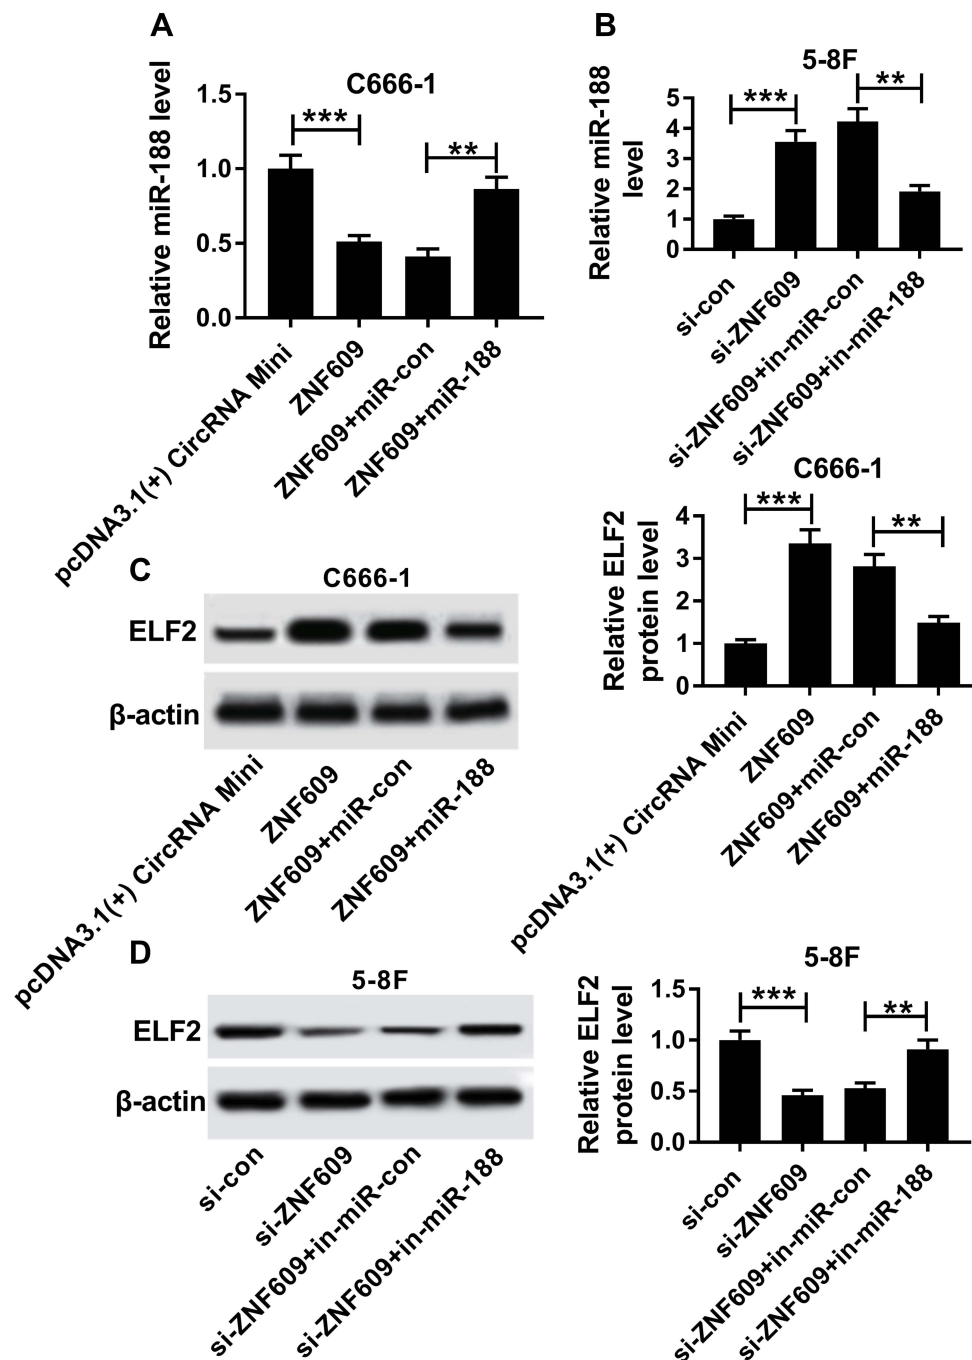 A
C666-1
Relative miR-188 level
1.5
1.0
0.5
0.0
***
**
pcDNA3.1(+) CircRNA Mini
ZNF609
ZNF609+miR-con
ZNF609+miR-188
B
5-8F
Relative miR-188
level
5
4
3
2
1
0
***
**
si-con
si-ZNF609
si-ZNF609+in-miR-con
si-ZNF609+in-miR-188
C
C666-1
ELF2
β-actin
pcDNA3.1(+) CircRNA Mini
ZNF609
ZNF609+miR-con
ZNF609+miR-188
C666-1
Relative ELF2
protein level
4
3
2
1
0
***
**
pcDNA3.1(+) CircRNA Mini
ZNF609
ZNF609+miR-con
ZNF609+miR-188
D
5-8F
ELF2
β-actin
si-con
si-ZNF609
si-ZNF609+in-miR-con
si-ZNF609+in-miR-188
5-8F
Relative ELF2
protein level
1.5
1.0
0.5
0.0
***
**
si-con
si-ZNF609
si-ZNF609+in-miR-con
si-ZNF609+in-miR-188